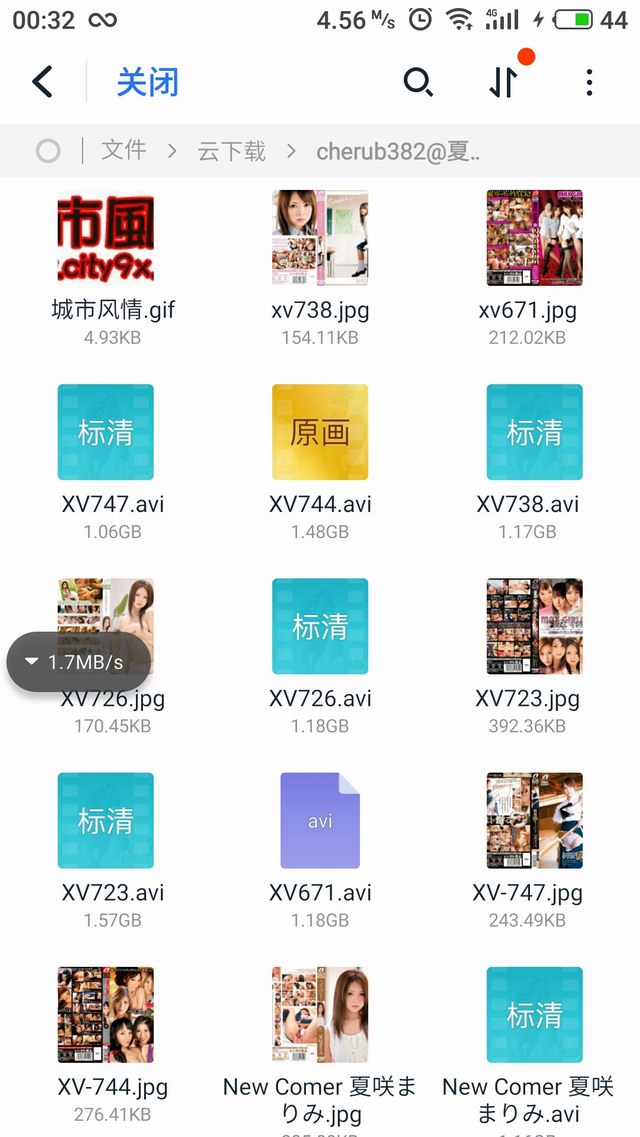 00:32
4.56 M/s
4G
44
关闭
文件
云下载
cherub382@夏..
市風
.city9x.
城市风情.gif
4.93KB
xv738.jpg
154.11KB
xv671.jpg
212.02KB
标清
XV747.avi
1.06GB
原画
XV744.avi
1.48GB
标清
XV738.avi
1.17GB
1.7MB/s
XV726.jpg
170.45KB
标清
XV726.avi
1.18GB
XV723.jpg
392.36KB
标清
XV723.avi
1.57GB
avi
XV671.avi
1.18GB
XV-747.jpg
243.49KB
XV-744.jpg
276.41KB
New Comer 夏咲ま
りみ.jpg
标清
New Comer 夏咲
まりみ.avi